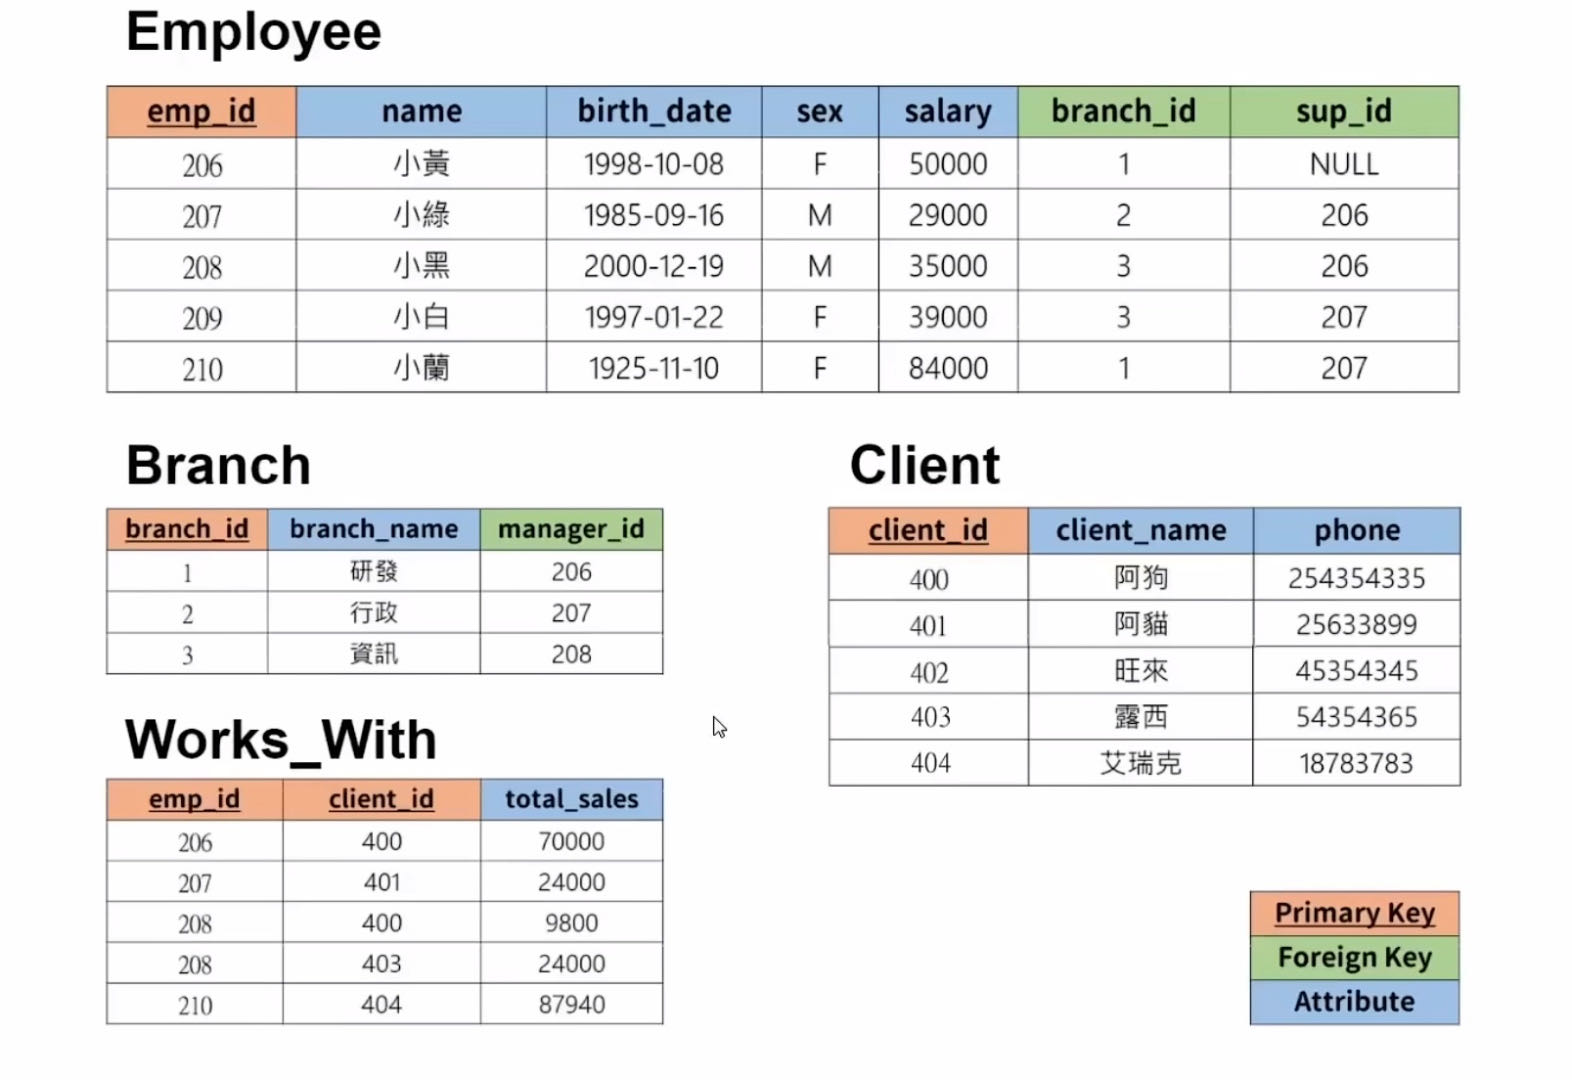 Employee
emp_id name birth_date sex salary branch_id sup_id
206 小黃 1998-10-08 F 50000 1 NULL
207 小綠 1985-09-16 M 29000 2 206
208 小黑 2000-12-19 M 35000 3 206
209 小白 1997-01-22 F 39000 3 207
210 小蘭 1925-11-10 F 84000 1 207
Branch
branch_id branch_name manager_id
1 研發 206
2 行政 207
3 資訊 208
Client
client_id client_name phone
400 阿狗 254354335
401 阿貓 25633899
402 旺來 45354345
403 露西 54354365
404 艾瑞克 18783783
Works_With
emp_id client_id total_sales
206 400 70000
207 401 24000
208 400 9800
208 403 24000
210 404 87940
Primary Key
Foreign Key
Attribute